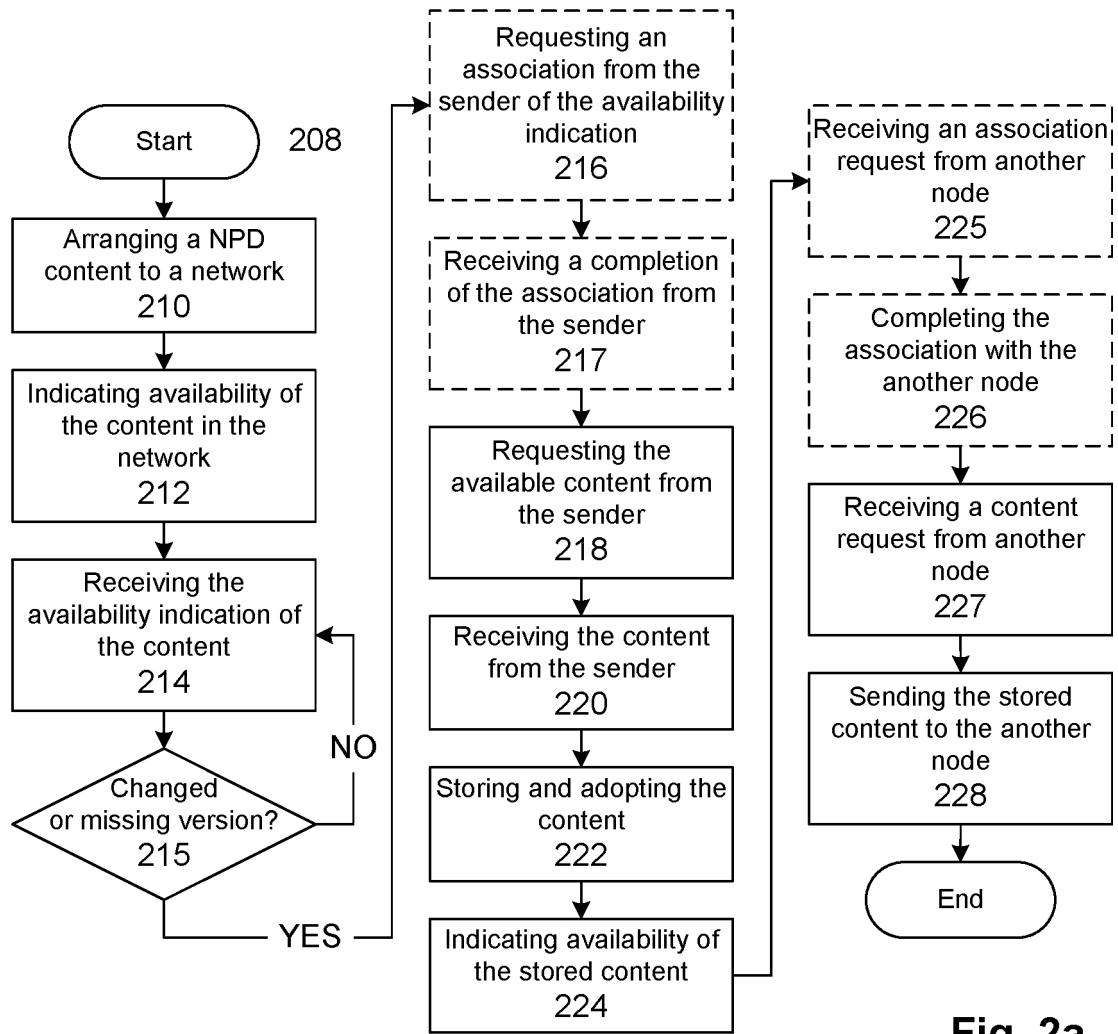 Start
208
Arranging a NPD
content to a network
210
Indicating availability of
the content in the
network
212
Receiving the
availability indication of
the content
214
Changed
or missing version?
215
NO
YES
Requesting an
association from the
sender of the availability
indication
216
Receiving a completion
of the association from
the sender
217
Requesting the
available content from
the sender
218
Receiving the content
from the sender
220
Storing and adopting the
content
222
Indicating availability of
the stored content
224
Receiving an association
request from another
node
225
Completing the
association with the
another node
226
Receiving a content
request from another
node
227
Sending the stored
content to the another
node
228
End
Fig. 2a